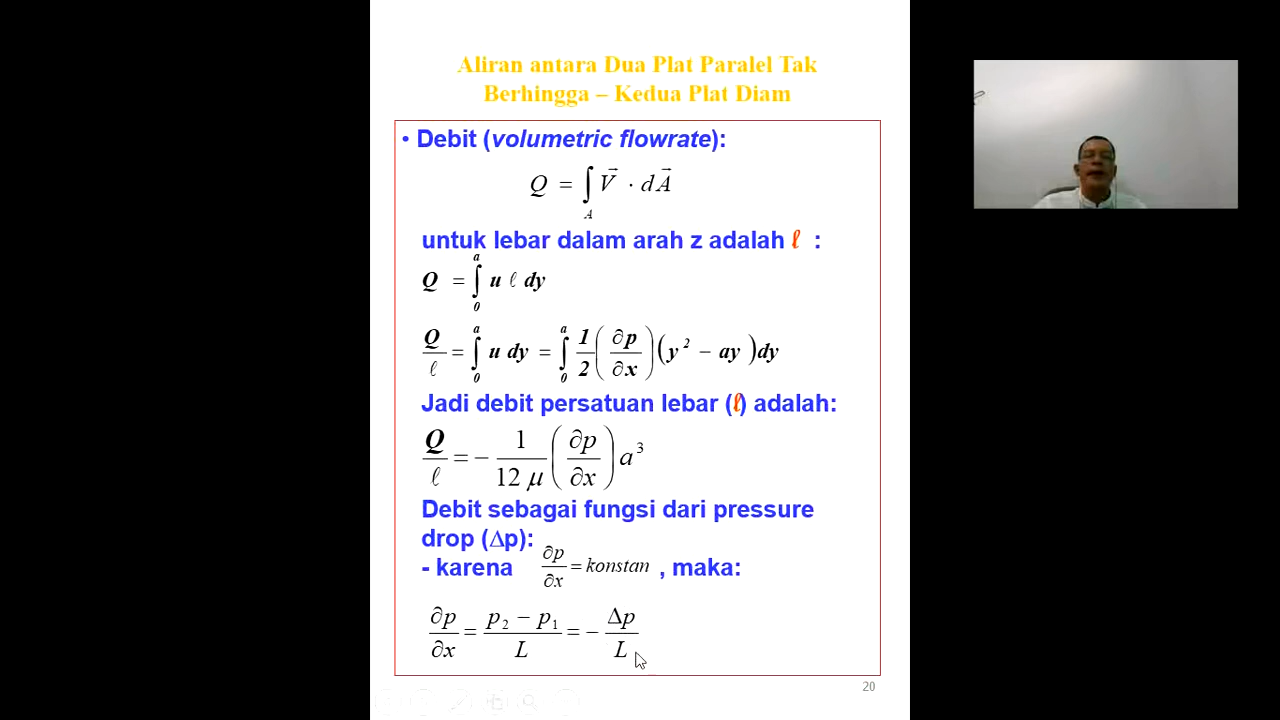 Aliran antara Dua Plat Paralel Tak
Berhingga – Kedua Plat Diam
• Debit (volumetric flowrate):
Q = ∫_A V⃗ · dA⃗
untuk lebar dalam arah z adalah ℓ :
Q = ∫_0^a u ℓ dy
Q/ℓ = ∫_0^a u dy = ∫_0^a 1/2 (∂p/∂x) (y² − ay) dy
Jadi debit persatuan lebar (ℓ) adalah:
Q/ℓ = − 1/(12 μ) (∂p/∂x) a³
Debit sebagai fungsi dari pressure
drop (Δp):
- karena ∂p/∂x = konstan , maka:
∂p/∂x = (p₂ − p₁)/L = − Δp/L
20